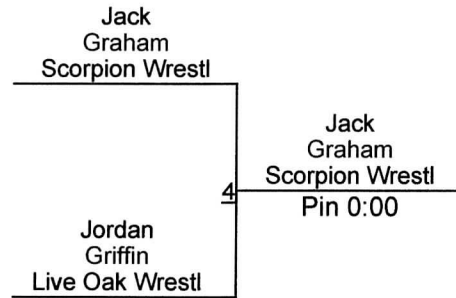 Jack
Graham
Scorpion Wrestl
4
Jordan
Griffin
Live Oak Wrestl
Jack
Graham
Scorpion Wrestl
Pin 0:00